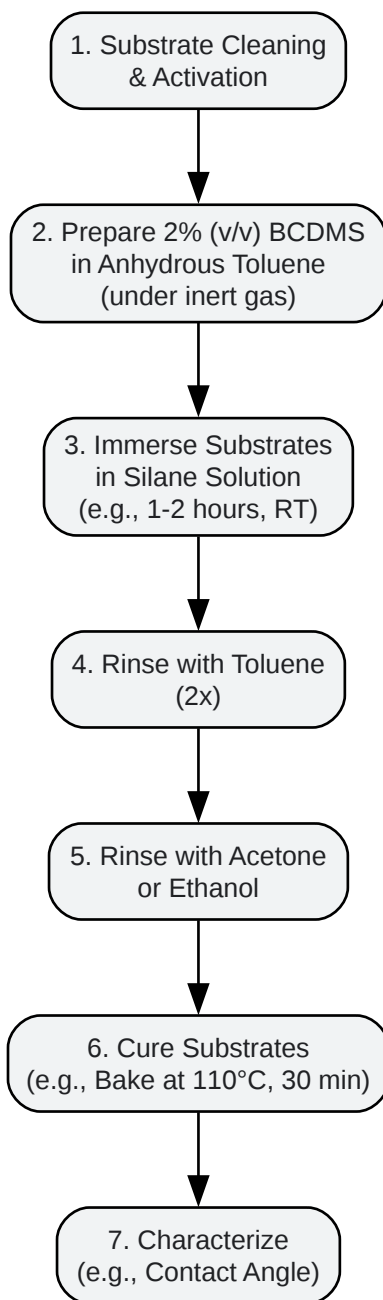 1. Substrate Cleaning
& Activation
2. Prepare 2% (v/v) BCDMS
in Anhydrous Toluene
(under inert gas)
3. Immerse Substrates
in Silane Solution
(e.g., 1-2 hours, RT)
4. Rinse with Toluene
(2x)
5. Rinse with Acetone
or Ethanol
6. Cure Substrates
(e.g., Bake at 110°C, 30 min)
7. Characterize
(e.g., Contact Angle)